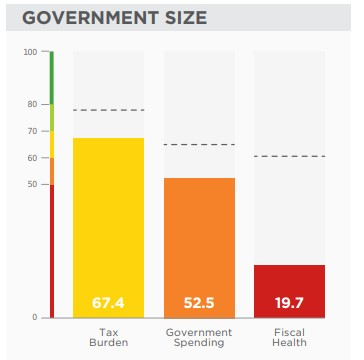 GOVERNMENT SIZE
100
80
70
60
50
0
67.4
52.5
19.7
Tax
Burden
Government
Spending
Fiscal
Health